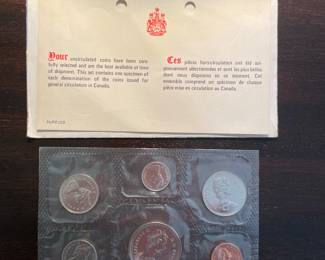 Your uncirculated coins have been care-
fully selected and are the best available at time
of shipment. This set contains one specimen of
each denomination of the coins issued for
general circulation in Canada.
Ces pièces hors-circulation ont été soi-
gneusement sélectionnées et sont les plus belles
dont nous disposions en ce moment. Cet
ensemble comprend un spécimen de chaque
pièce mise en circulation au Canada.